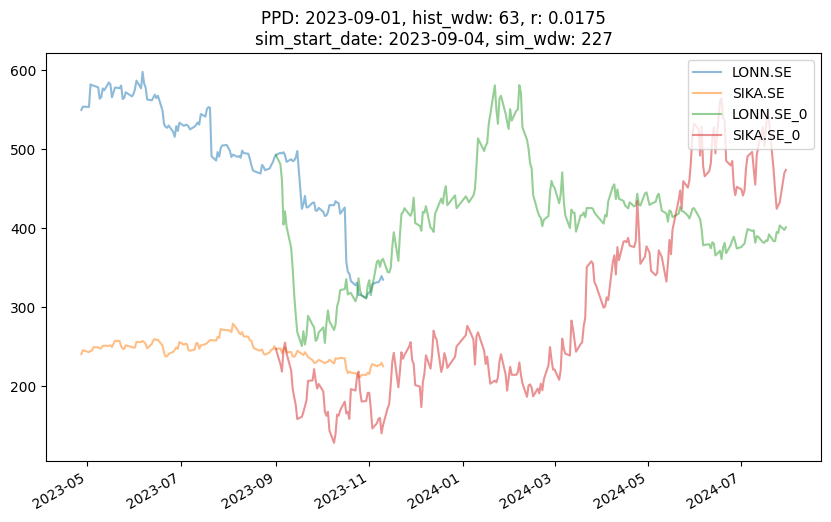 PPD: 2023-09-01, hist_wdw: 63, r: 0.0175
sim_start_date: 2023-09-04, sim_wdw: 227
LONN.SE
SIKA.SE
LONN.SE_0
SIKA.SE_0
600
500
400
300
200
2023-05
2023-07
2023-09
2023-11
2024-01
2024-03
2024-05
2024-07